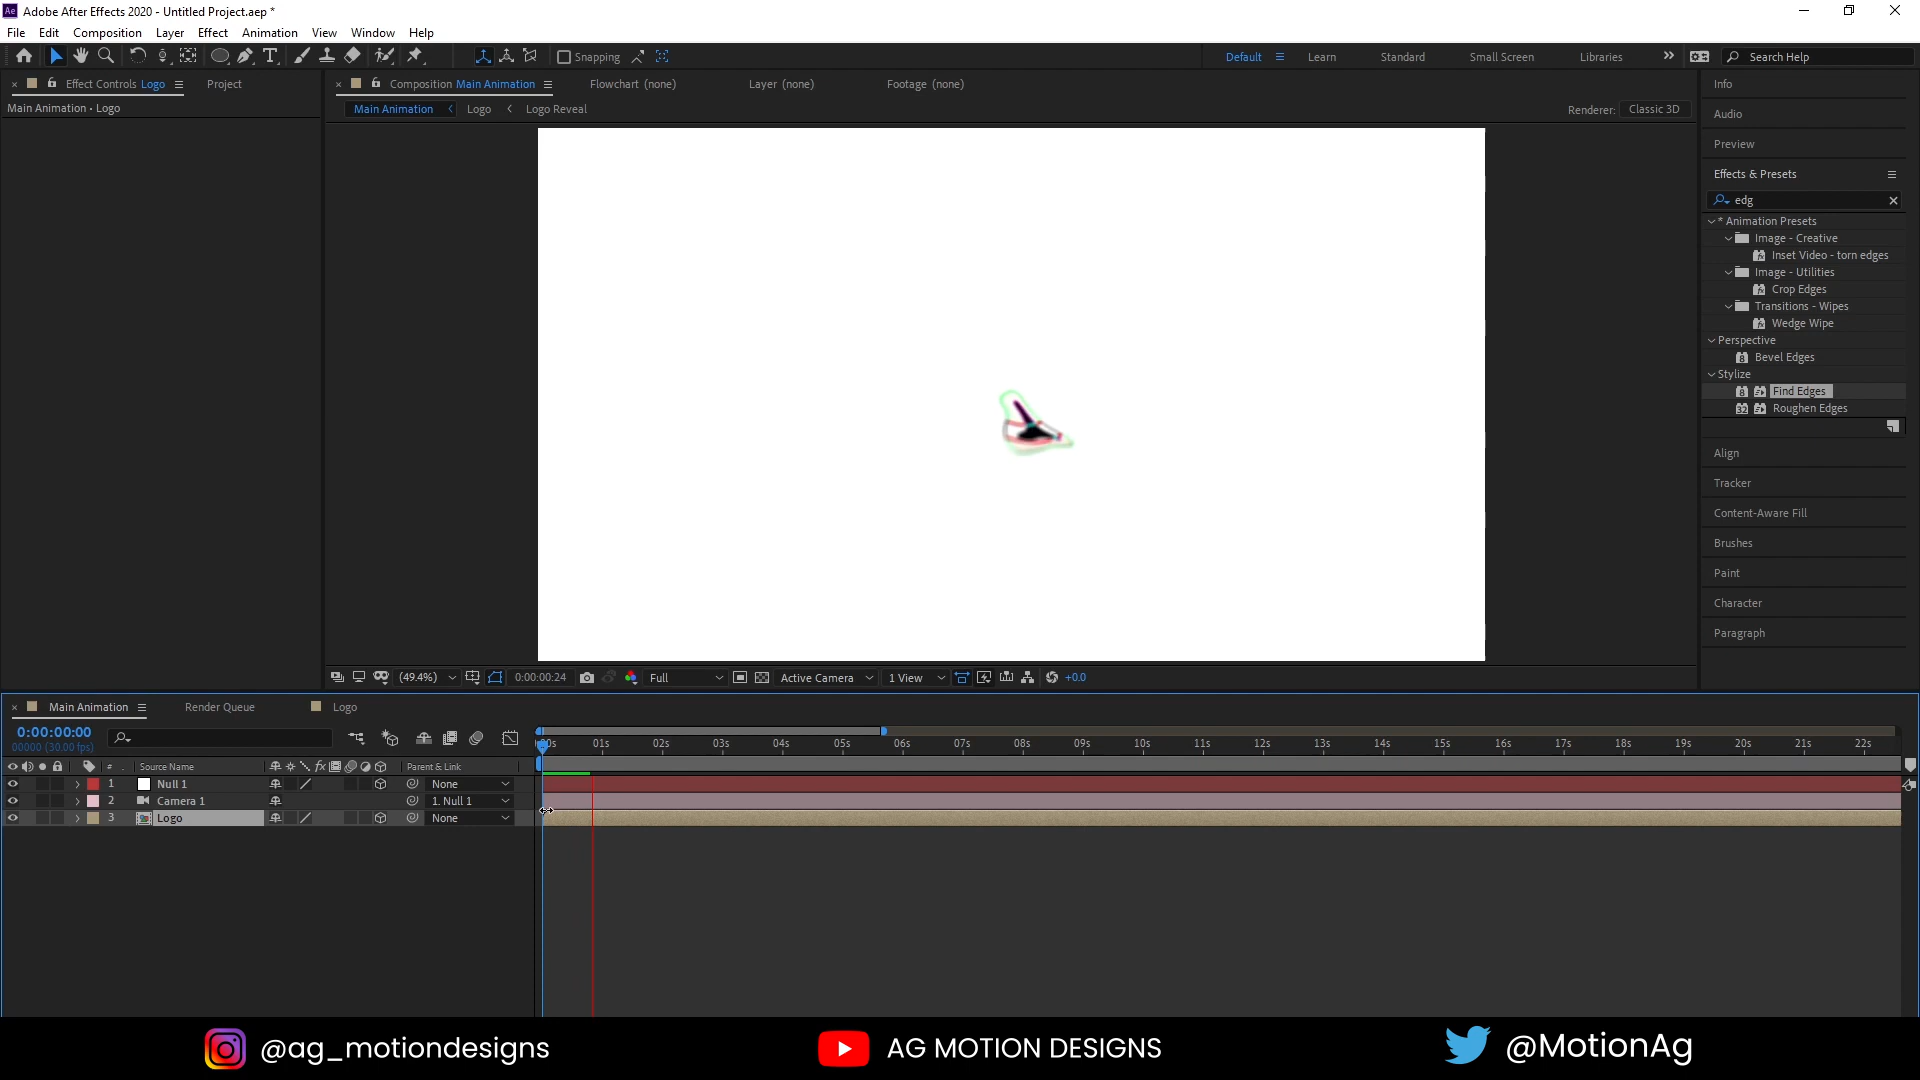 Ae Adobe After Effects 2020 - Untitled Project.aep *
File Edit Composition Layer Effect Animation View Window Help
Snapping Default Learn Standard Small Screen Libraries Search Help
Effect Controls Logo Project Composition Main Animation Flowchart (none) Layer (none) Footage (none) Info
Main Animation • Logo Main Animation Logo Logo Reveal Renderer: Classic 3D
Audio
Preview
Effects & Presets
edg
* Animation Presets
Image - Creative
Inset Video - torn edges
Image - Utilities
Crop Edges
Transitions - Wipes
Wedge Wipe
Perspective
Bevel Edges
Stylize
Find Edges
Roughen Edges
Align
Tracker
Content-Aware Fill
Brushes
Paint
Character
Paragraph
(49.4%) 0:00:00:24 Full Active Camera 1 View +0.0
Main Animation Render Queue Logo
0:00:00:00
00000 (30.00 fps)
01s 02s 03s 04s 05s 06s 07s 08s 09s 10s 11s 12s 13s 14s 15s 16s 17s 18s 19s 20s 21s 22s
# Source Name fx Parent & Link
1 Null 1 None
2 Camera 1 1. Null 1
3 Logo None
@ag_motiondesigns AG MOTION DESIGNS @MotionAg